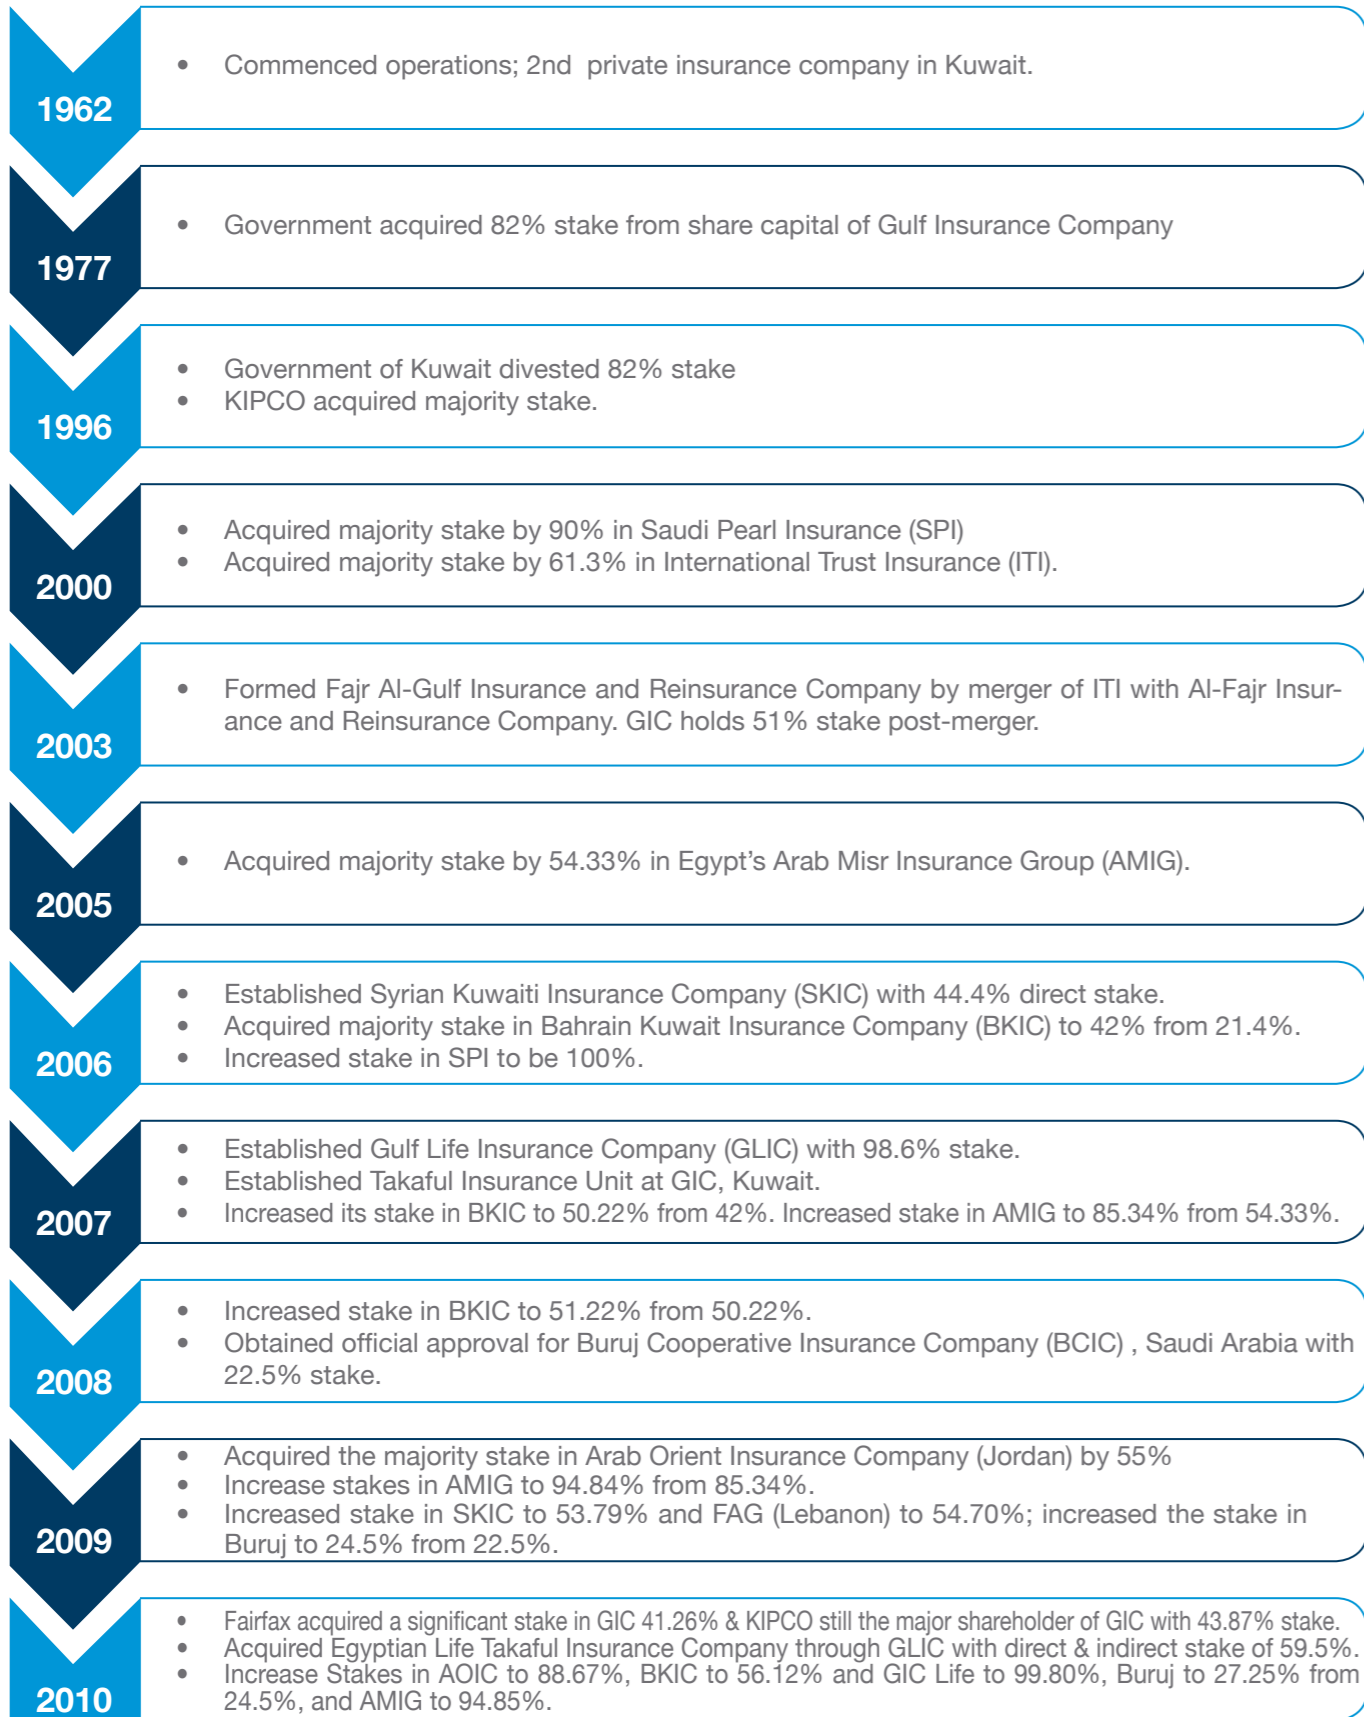 1962
• Commenced operations; 2nd  private insurance company in Kuwait.
1977
• Government acquired 82% stake from share capital of Gulf Insurance Company
1996
• Government of Kuwait divested 82% stake
• KIPCO acquired majority stake.
2000
• Acquired majority stake by 90% in Saudi Pearl Insurance (SPI)
• Acquired majority stake by 61.3% in International Trust Insurance (ITI).
2003
• Formed Fajr Al-Gulf Insurance and Reinsurance Company by merger of ITI with Al-Fajr Insur-
ance and Reinsurance Company. GIC holds 51% stake post-merger.
2005
• Acquired majority stake by 54.33% in Egypt’s Arab Misr Insurance Group (AMIG).
2006
• Established Syrian Kuwaiti Insurance Company (SKIC) with 44.4% direct stake.
• Acquired majority stake in Bahrain Kuwait Insurance Company (BKIC) to 42% from 21.4%.
• Increased stake in SPI to be 100%.
2007
• Established Gulf Life Insurance Company (GLIC) with 98.6% stake.
• Established Takaful Insurance Unit at GIC, Kuwait.
• Increased its stake in BKIC to 50.22% from 42%. Increased stake in AMIG to 85.34% from 54.33%.
2008
• Increased stake in BKIC to 51.22% from 50.22%.
• Obtained official approval for Buruj Cooperative Insurance Company (BCIC) , Saudi Arabia with
22.5% stake.
2009
• Acquired the majority stake in Arab Orient Insurance Company (Jordan) by 55%
• Increase stakes in AMIG to 94.84% from 85.34%.
• Increased stake in SKIC to 53.79% and FAG (Lebanon) to 54.70%; increased the stake in
Buruj to 24.5% from 22.5%.
2010
• Fairfax acquired a significant stake in GIC 41.26% & KIPCO still the major shareholder of GIC with 43.87% stake.
• Acquired Egyptian Life Takaful Insurance Company through GLIC with direct & indirect stake of 59.5%.
• Increase Stakes in AOIC to 88.67%, BKIC to 56.12% and GIC Life to 99.80%, Buruj to 27.25% from
24.5%, and AMIG to 94.85%.